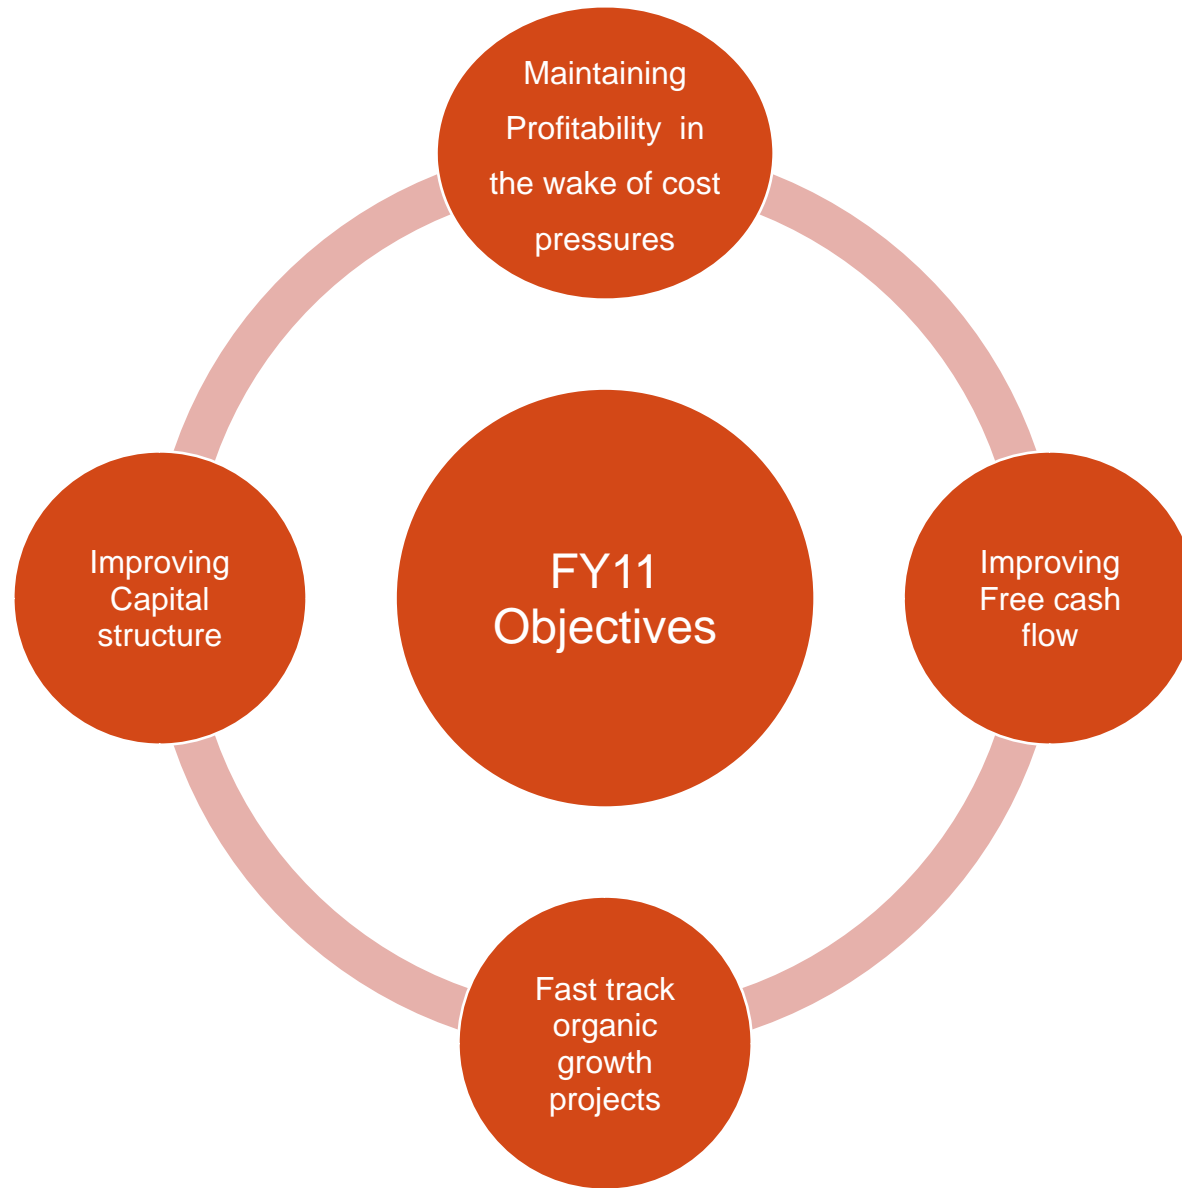 Maintaining
Profitability  in
the wake of cost
pressures
Improving
Capital
structure
FY11
Objectives
Improving
Free cash
flow
Fast track
organic
growth
projects